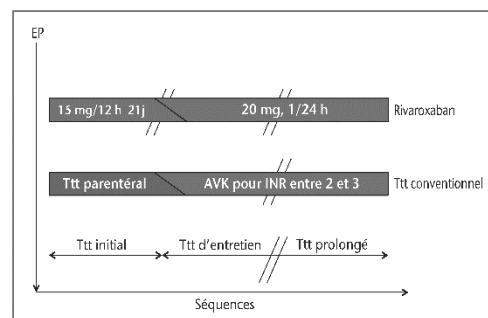 EP
15 mg/12 h 21j
20 mg, 1/24 h
Rivaroxaban
Ttt parentéral
AVK pour INR entre 2 et 3
Ttt conventionnel
Ttt initial
Ttt d'entretien
Ttt prolongé
Séquences